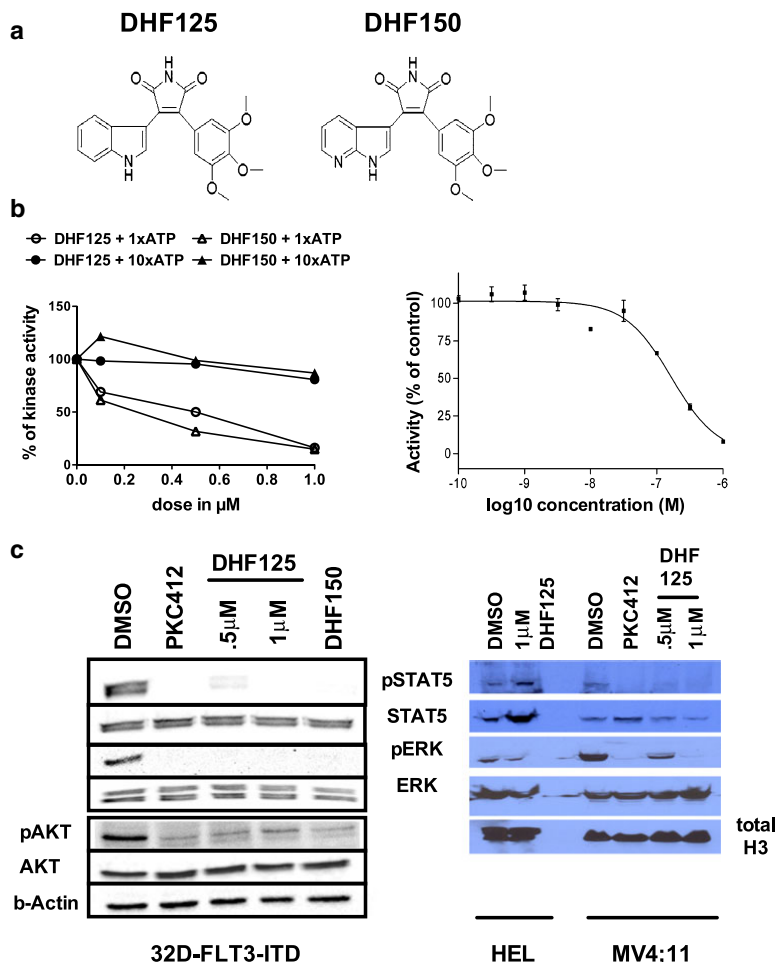 a
DHF125
DHF150
H
N
O
O
O
O
O
N
H
H
N
O
O
O
O
O
N
N
H
b
DHF125 + 1xATP
DHF150 + 1xATP
DHF125 + 10xATP
DHF150 + 10xATP
% of kinase activity
150
100
50
0
0.0 0.2 0.4 0.6 0.8 1.0
dose in µM
Activity (% of control)
100
75
50
25
0
-10 -9 -8 -7 -6
log10 concentration (M)
c
DMSO
PKC412
DHF125
.5µM
1µM
DHF150
DMSO
1µM
DHF125
DMSO
PKC412
DHF
125
.5µM
1µM
pSTAT5
STAT5
pERK
ERK
pAKT
AKT
b-Actin
total
H3
32D-FLT3-ITD
HEL
MV4;11